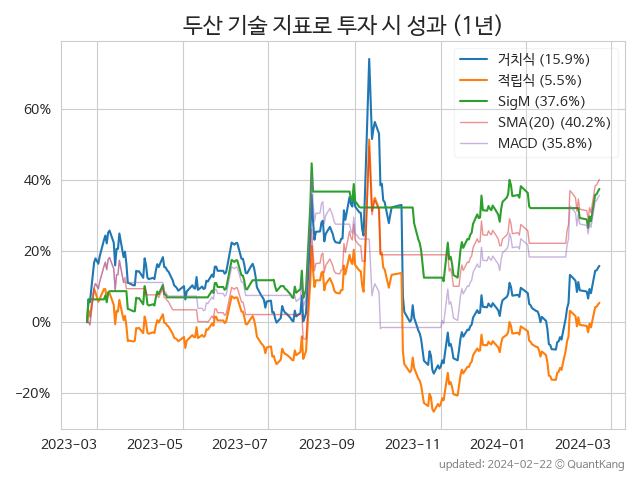 두산 기술 지표로 투자 시 성과 (1년)
거치식 (15.9%)
적립식 (5.5%)
SigM (37.6%)
SMA(20) (40.2%)
MACD (35.8%)
60%
40%
20%
0%
−20%
2023-03 2023-05 2023-07 2023-09 2023-11 2024-01 2024-03
updated: 2024-02-22 © QuantKang